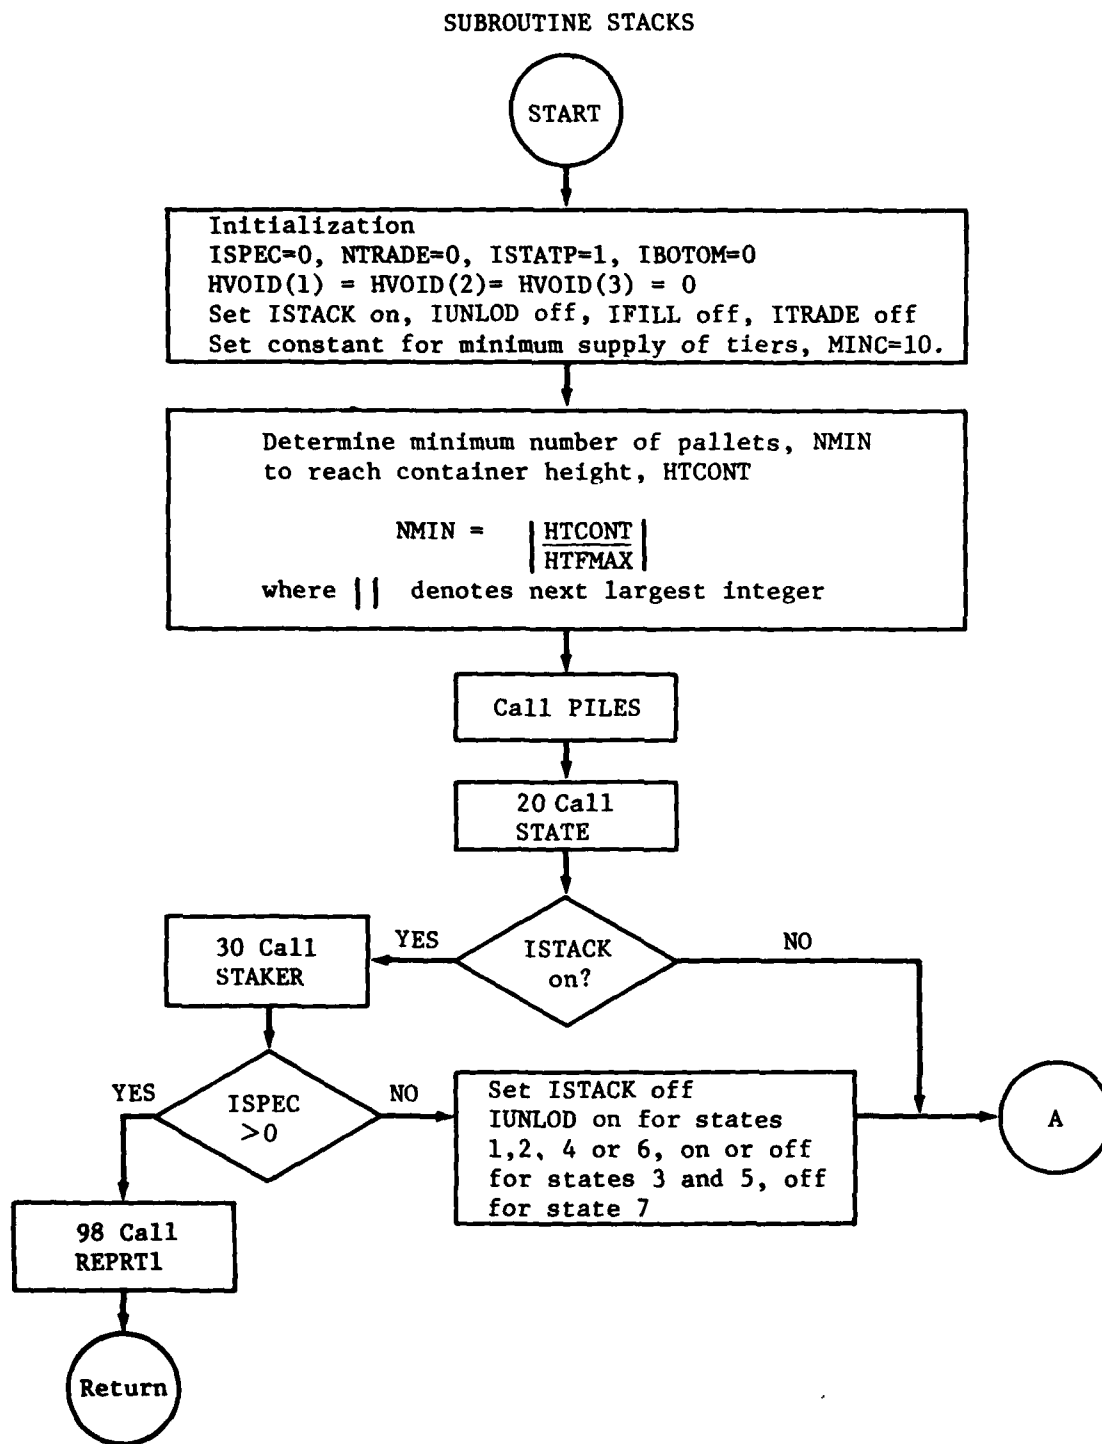 SUBROUTINE STACKS
START
Initialization
ISPEC=0, NTRADE=0, ISTATP=1, IBOTOM=0
HVOID(1) = HVOID(2)= HVOID(3) = 0
Set ISTACK on, IUNLOD off, IFILL off, ITRADE off
Set constant for minimum supply of tiers, MINC=10.
Determine minimum number of pallets, NMIN
to reach container height, HTCONT
NMIN = | HTCONT
HTFMAX |
where || denotes next largest integer
Call PILES
20 Call
STATE
ISTACK
on?
YES
NO
30 Call
STAKER
ISPEC
>0
YES
NO
Set ISTACK off
IUNLOD on for states
1,2, 4 or 6, on or off
for states 3 and 5, off
for state 7
A
98 Call
REPRT1
Return